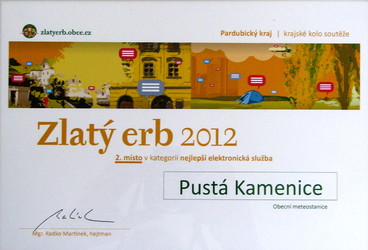 zlatyerb.obce.cz
Pardubický kraj | krajské kolo soutěže
Zlatý erb 2012
2. místo v kategorii nejlepší elektronická služba
Pustá Kamenice
Obecní meteostanice
Mgr. Radko Martínek, hejtman